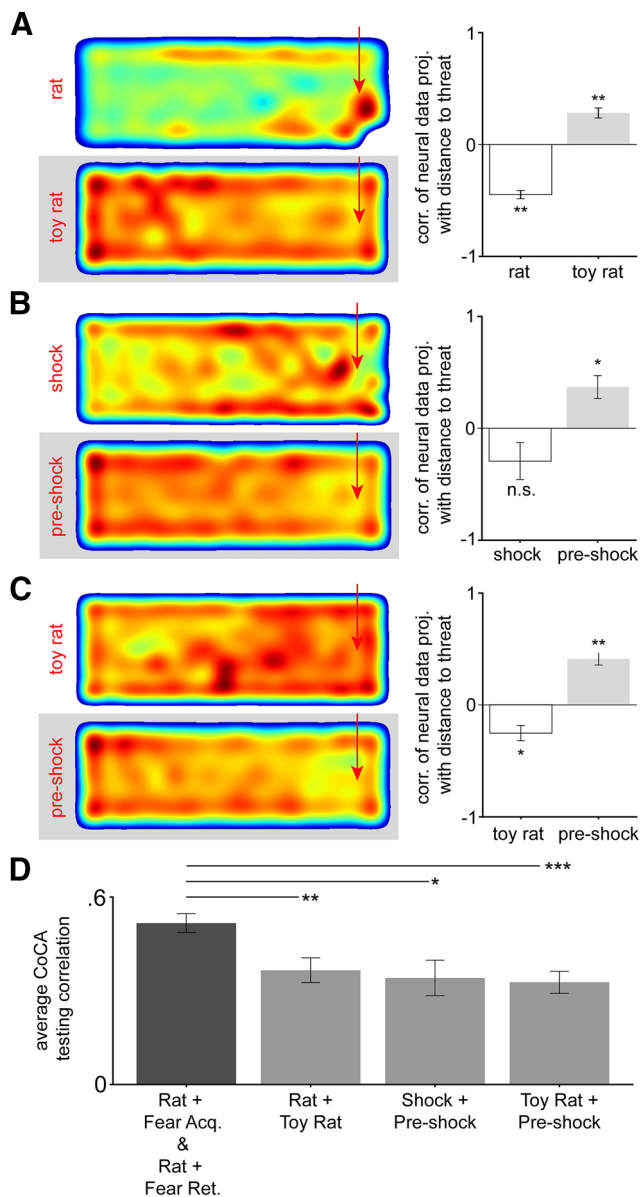 A
rat
toy rat
corr. of neural data proj.
with distance to threat
1
0
-1
**
**
rat
toy rat
B
shock
pre-shock
corr. of neural data proj.
with distance to threat
1
0
-1
n.s.
*
shock
pre-shock
C
toy rat
pre-shock
corr. of neural data proj.
with distance to threat
1
0
-1
*
**
toy rat
pre-shock
D
average CoCA
testing correlation
.6
0
***
*
**
Rat +
Fear Acq.
&
Rat +
Fear Ret.
Rat +
Toy Rat
Shock +
Pre-shock
Toy Rat +
Pre-shock